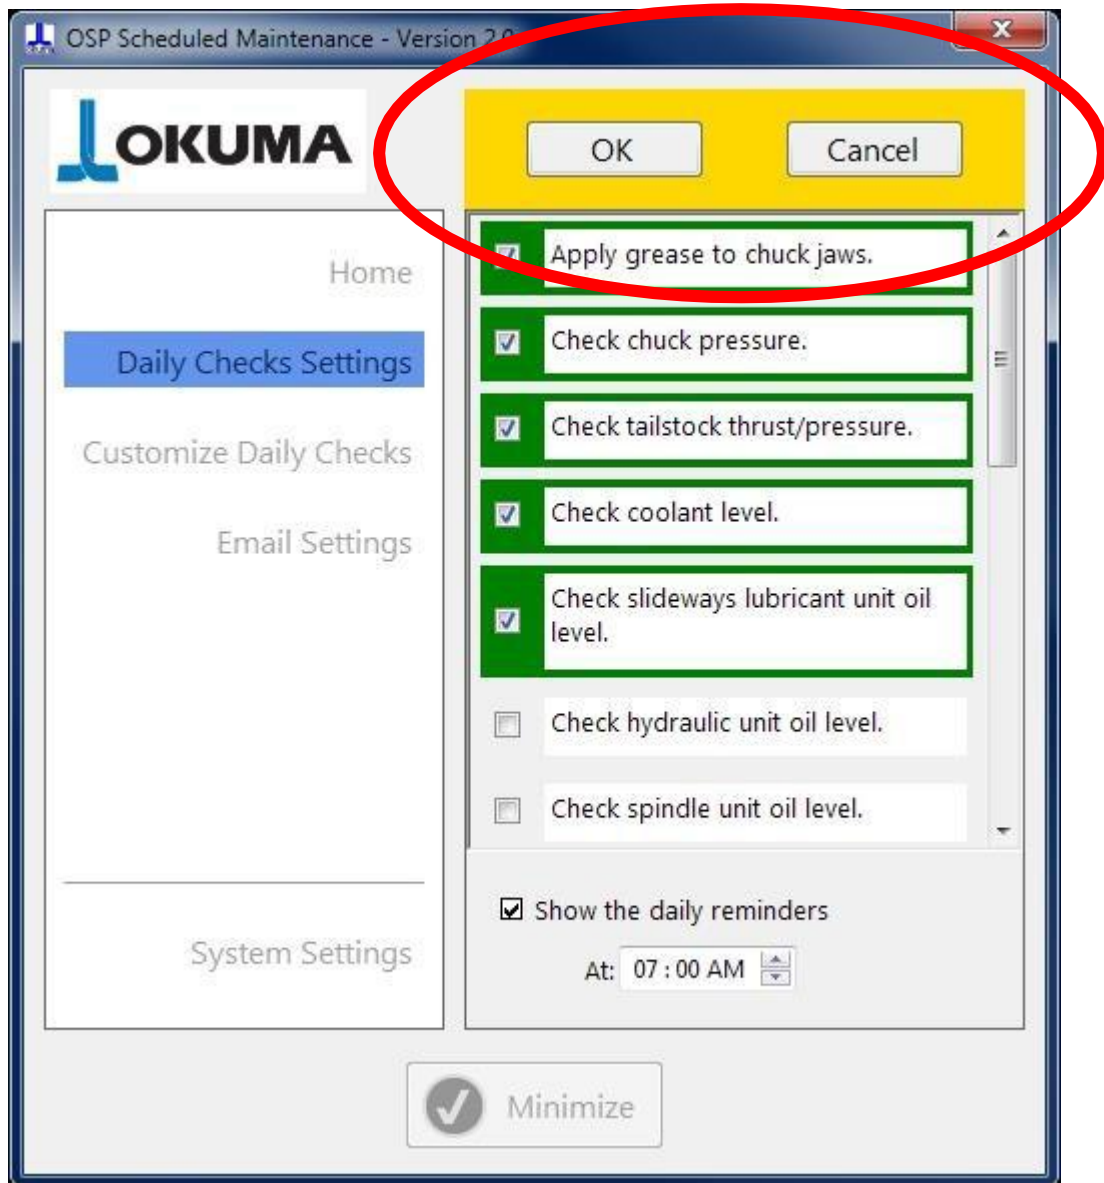 OSP Scheduled Maintenance - Version 2.0
OKUMA
OK
Cancel
Home
Daily Checks Settings
Customize Daily Checks
Email Settings
System Settings
Apply grease to chuck jaws.
Check chuck pressure.
Check tailstock thrust/pressure.
Check coolant level.
Check slideways lubricant unit oil
level.
Check hydraulic unit oil level.
Check spindle unit oil level.
Show the daily reminders
At: 07 : 00 AM
Minimize